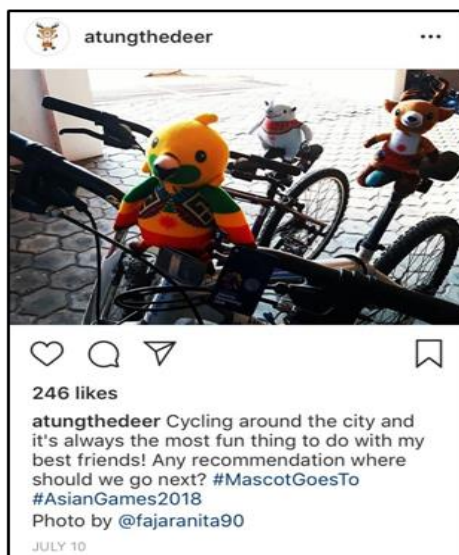 atungthedeer
246 likes
atungthedeer Cycling around the city and
it's always the most fun thing to do with my
best friends! Any recommendation where
should we go next? #MascotGoesTo
#AsianGames2018
Photo by @fajaranita90
JULY 10